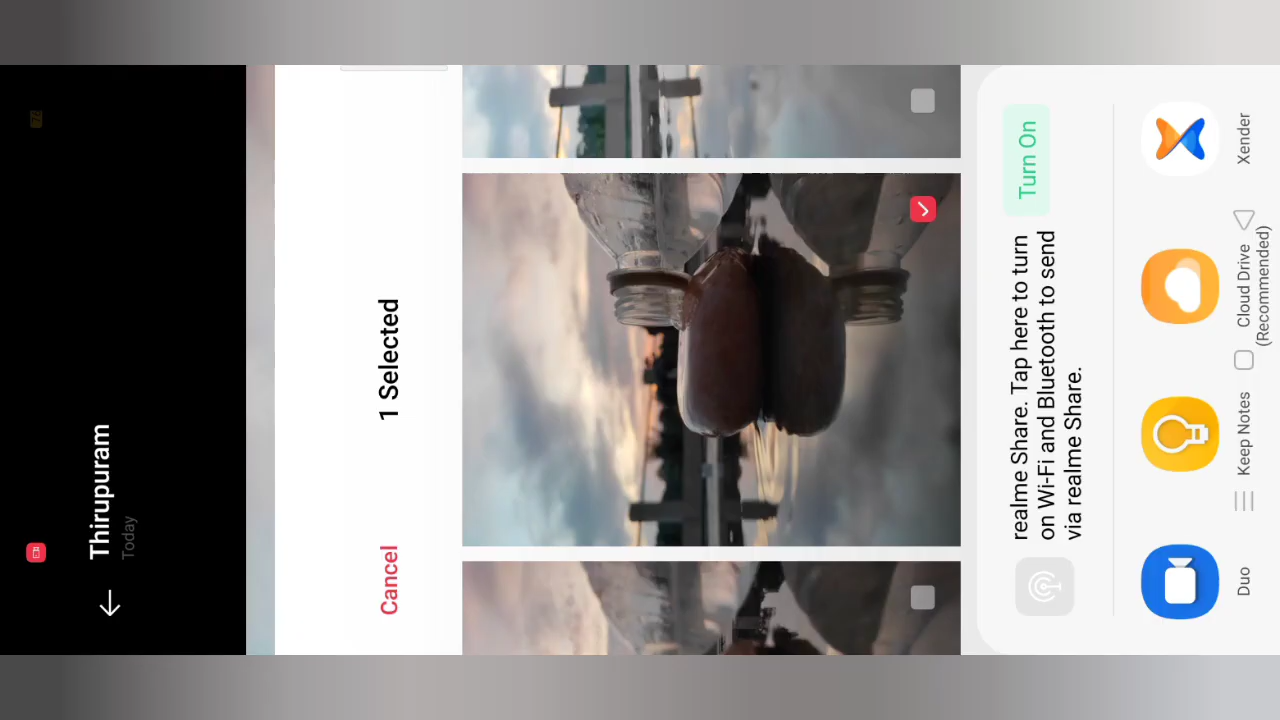 Thirupuram
Today
Cancel
1 Selected
realme Share. Tap here to turn
on Wi-Fi and Bluetooth to send
via realme Share.
Turn On
Duo
Keep Notes
Cloud Drive
(Recommended)
Xender